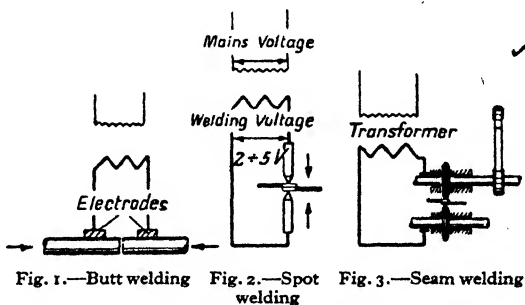 Mains Voltage
Welding Voltage
2÷5 V
Transformer
Electrodes
Fig. 1.—Butt welding
Fig. 2.—Spot
welding
Fig. 3.—Seam welding